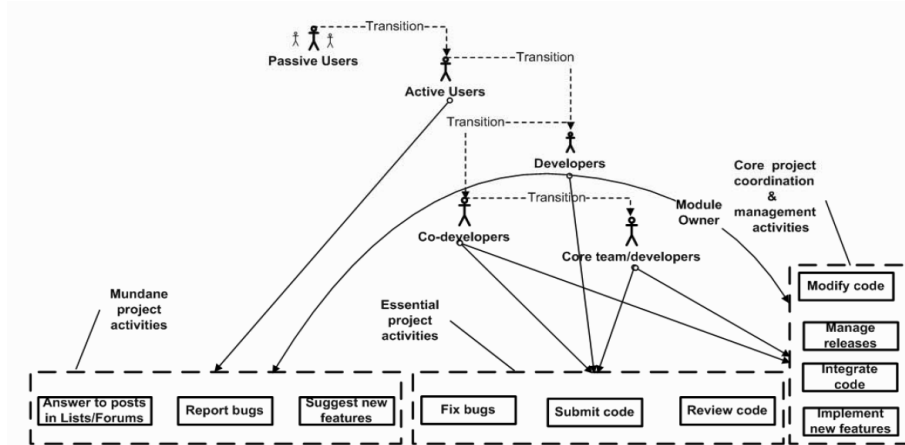 Transition
Passive Users
Transition
Active Users
Transition
Developers
Core project
coordination
&
management
activities
Transition
Module
Owner
Co-developers
Core team/developers
Modify code
Mundane
project
activities
Essential
project
activities
Manage
releases
Integrate
code
Answer to posts
in Lists/Forums
Report bugs
Suggest new
features
Fix bugs
Submit code
Review code
Implement
new features